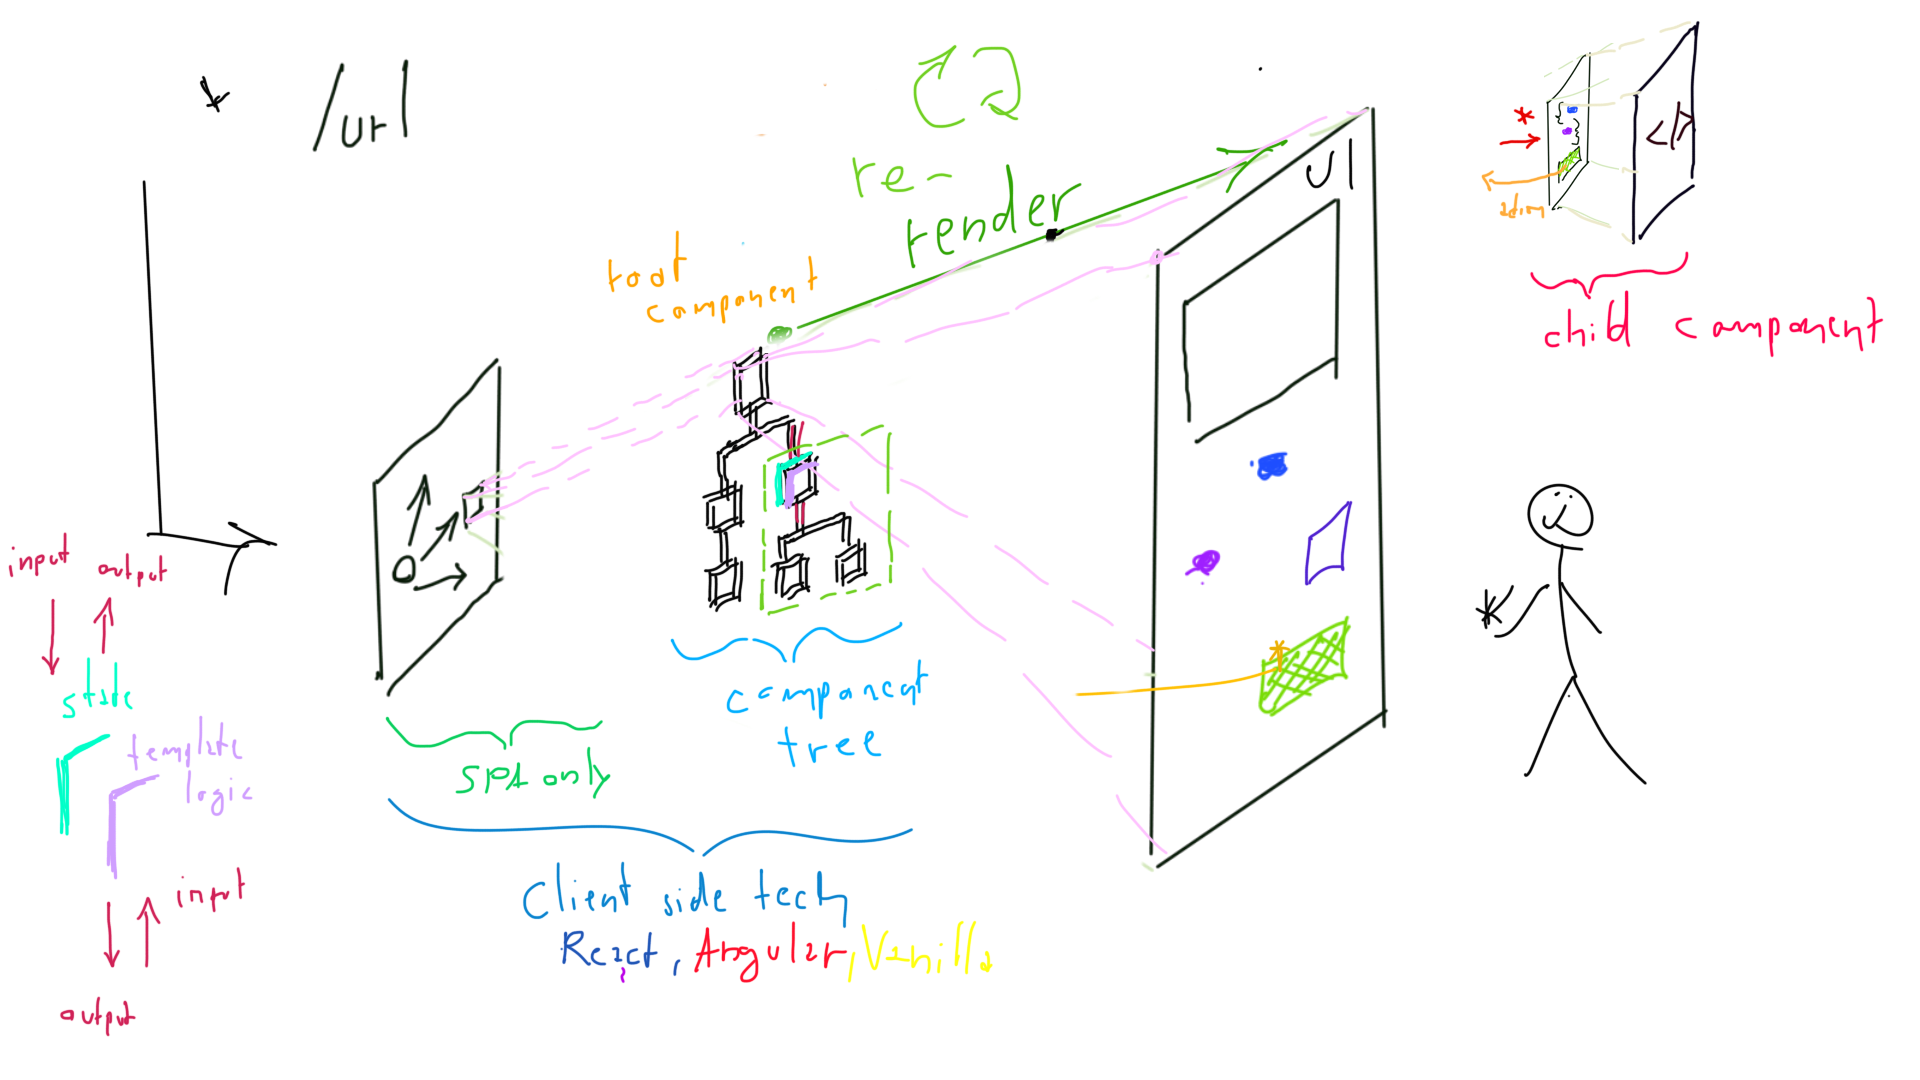 /url
re-
render
UI
</>
action
root
component
child component
input
output
state
template
logic
input
output
component
tree
SPA only
Client side tech
React, Angular, Vanilla